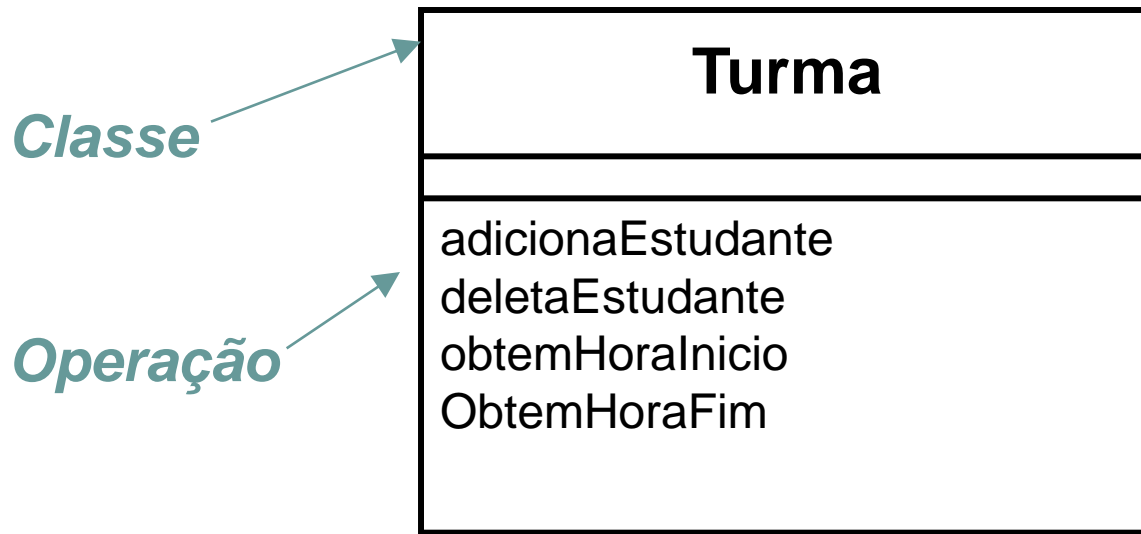 Turma
Classe
adicionaEstudante
deletaEstudante
obtemHoraInicio
ObtemHoraFim
Operação